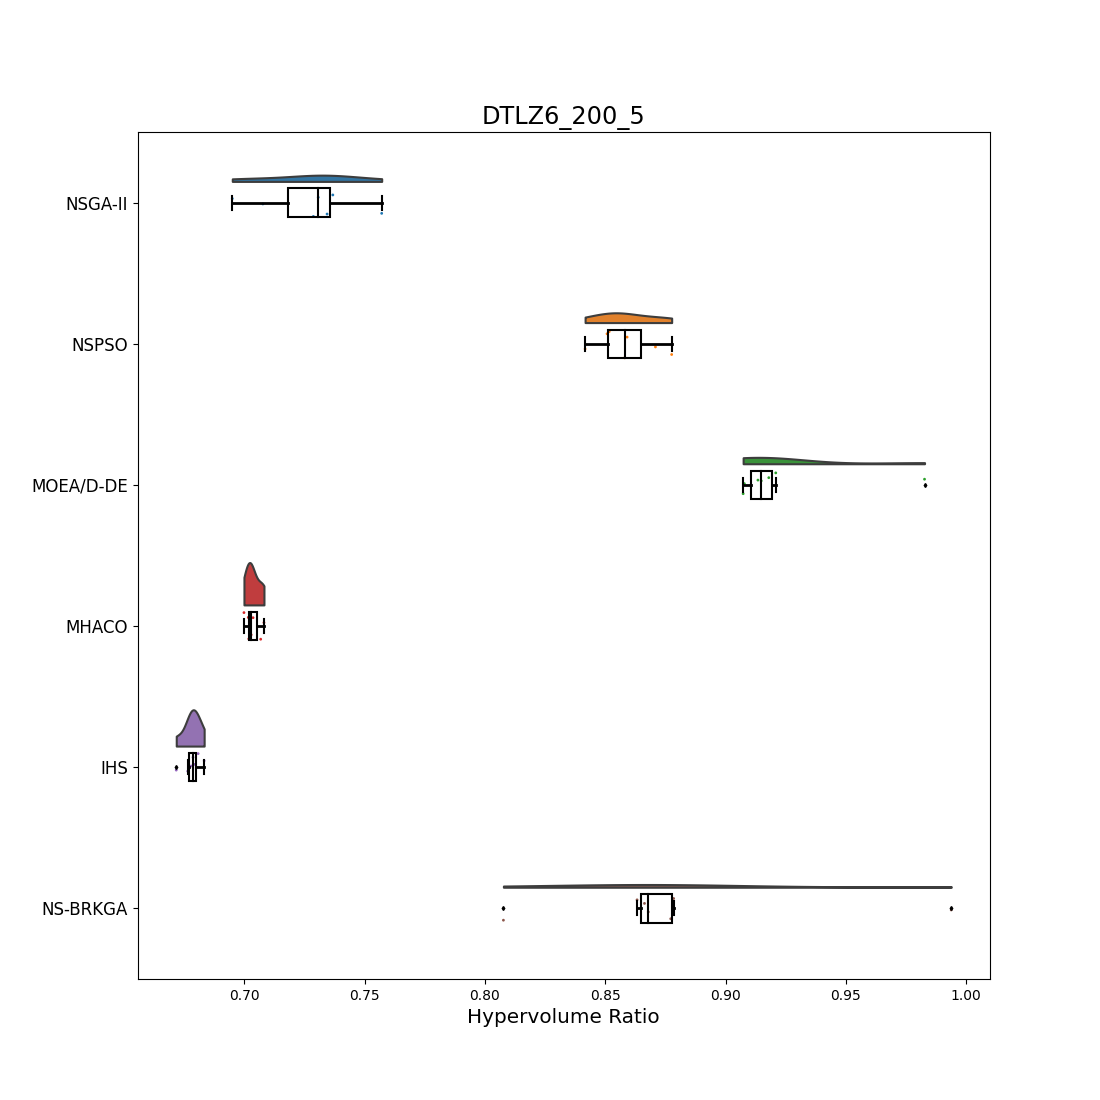 DTLZ6_200_5
NSGA-II
NSPSO
MOEA/D-DE
MHACO
IHS
NS-BRKGA
0.70 0.75 0.80 0.85 0.90 0.95 1.00
Hypervolume Ratio